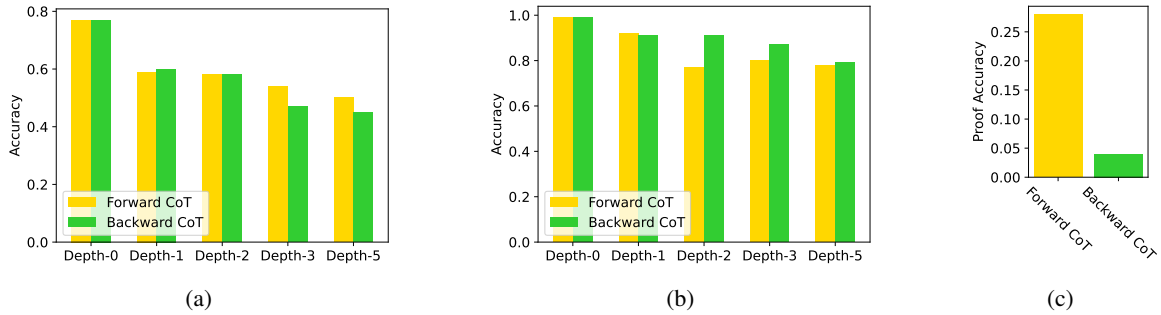 0.8
0.6
0.4
0.2
0.0
Accuracy
Forward CoT
Backward CoT
Depth-0 Depth-1 Depth-2 Depth-3 Depth-5
(a)
1.0
0.8
0.6
0.4
0.2
0.0
Accuracy
Forward CoT
Backward CoT
Depth-0 Depth-1 Depth-2 Depth-3 Depth-5
(b)
0.25
0.20
0.15
0.10
0.05
0.00
Proof Accuracy
Forward CoT
Backward CoT
(c)